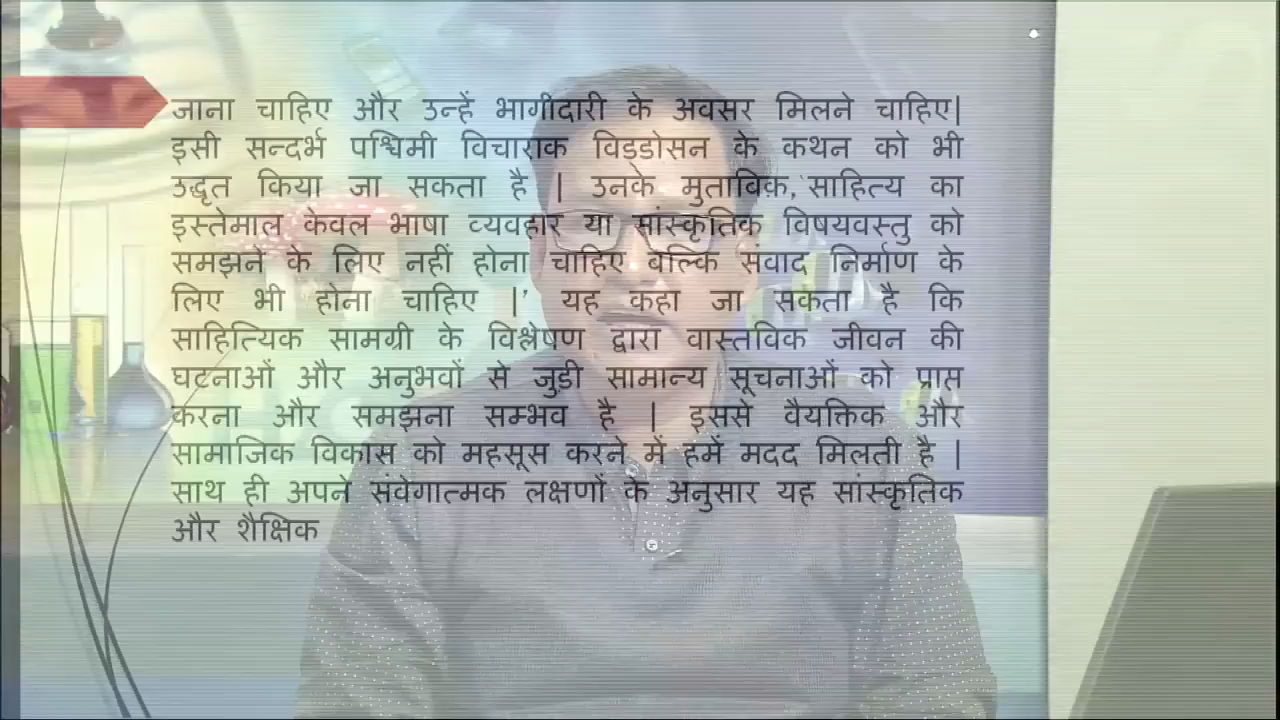 जाना चाहिए और उन्हें भागीदारी के अवसर मिलने चाहिए|
इसी सन्दर्भ पश्चिमी विचाराक विड्डोसन के कथन को भी
उद्धृत किया जा सकता है | उनके मुताविक़,'साहित्य का
इस्तेमाल केवल भाषा व्यवहार या सांस्कृतिक विषयवस्तु को
समझने के लिए नहीं होना चाहिए बल्कि संवाद निर्माण के
लिए भी होना चाहिए |' यह कहा जा सकता है कि
साहित्यिक सामग्री के विश्लेषण द्वारा वास्तविक जीवन की
घटनाओं और अनुभवों से जुडी सामान्य सूचनाओं को प्राप्त
करना और समझना सम्भव है | इससे वैयक्तिक और
सामाजिक विकास को महसूस करने में हमें मदद मिलती है |
साथ ही अपने संवेगात्मक लक्षणों के अनुसार यह सांस्कृतिक
और शैक्षिक